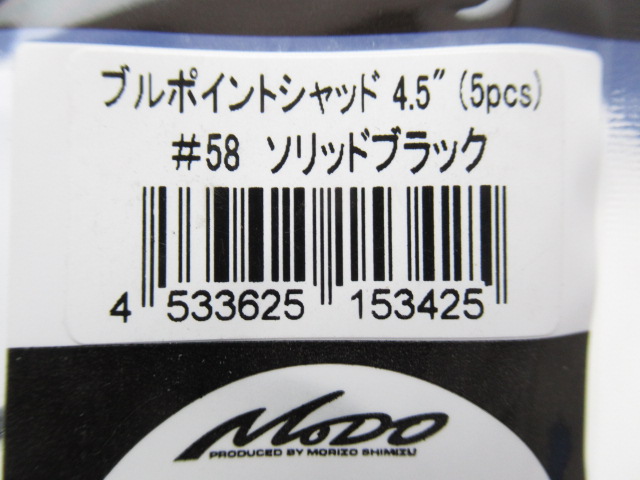 ブルポイントシャッド 4.5" (5pcs)
#58 ソリッドブラック
4 533625 153425
MODO
PRODUCED BY MORIZO SHIMIZU